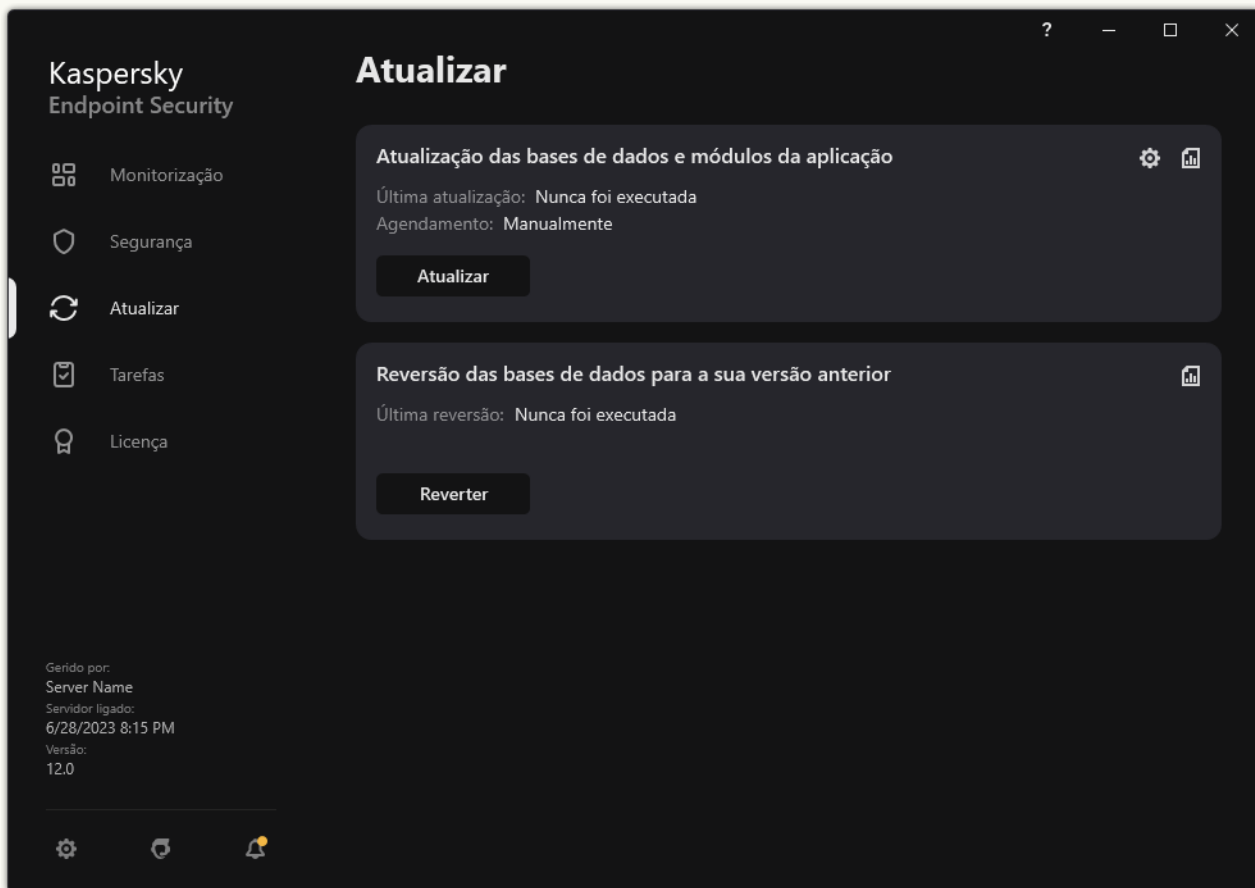 ?
Kaspersky
Endpoint Security
Monitorização
Segurança
Atualizar
Tarefas
Licença
Gerido por:
Server Name
Servidor ligado:
6/28/2023 8:15 PM
Versão:
12.0
Atualizar
Atualização das bases de dados e módulos da aplicação
Última atualização: Nunca foi executada
Agendamento: Manualmente
Atualizar
Reversão das bases de dados para a sua versão anterior
Última reversão: Nunca foi executada
Reverter